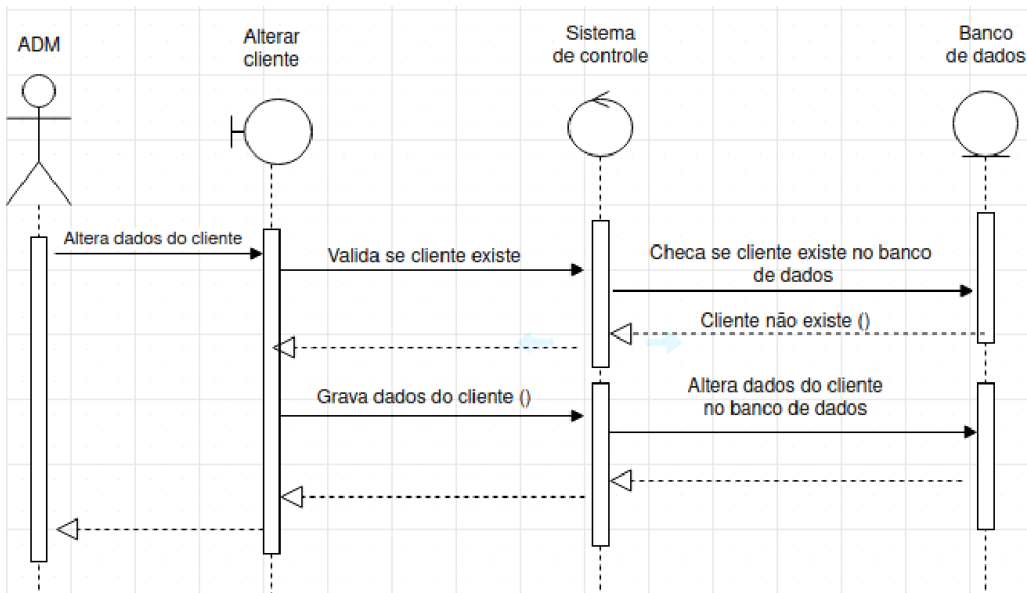 ADM
Alterar
cliente
Sistema
de controle
Banco
de dados
Altera dados do cliente
Valida se cliente existe
Checa se cliente existe no banco
de dados
Cliente não existe ()
Grava dados do cliente ()
Altera dados do cliente
no banco de dados